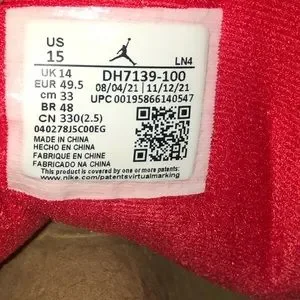 US
15
LN4
UK 14
EUR 49.5
cm 33
BR 48
CN 330(2.5)
DH7139-100
08/04/21 11/12/21
UPC 00195866140547
040278J5C00EG
MADE IN CHINA
HECHO EN CHINA
FABRIQUE EN CHINE
FABRICADO NA CHINA
This product is covered by one or more patents. See
www.nike.com/patentsvirtualmarking